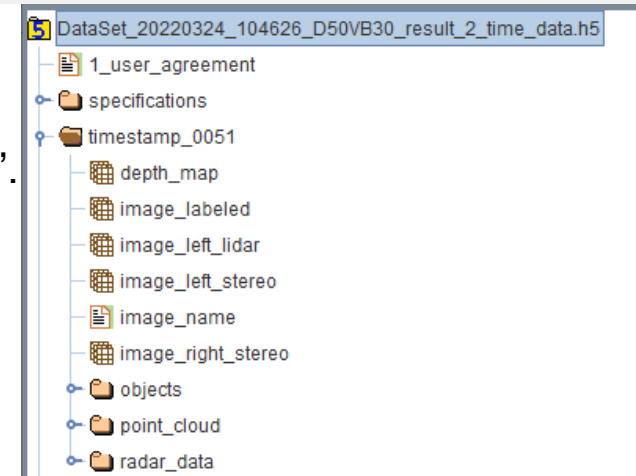 DataSet_20220324_104626_D50VB30_result_2_time_data.h5
1_user_agreement
specifications
timestamp_0051
,
.
depth_map
image_labeled
image_left_lidar
image_left_stereo
image_name
image_right_stereo
objects
point_cloud
radar_data